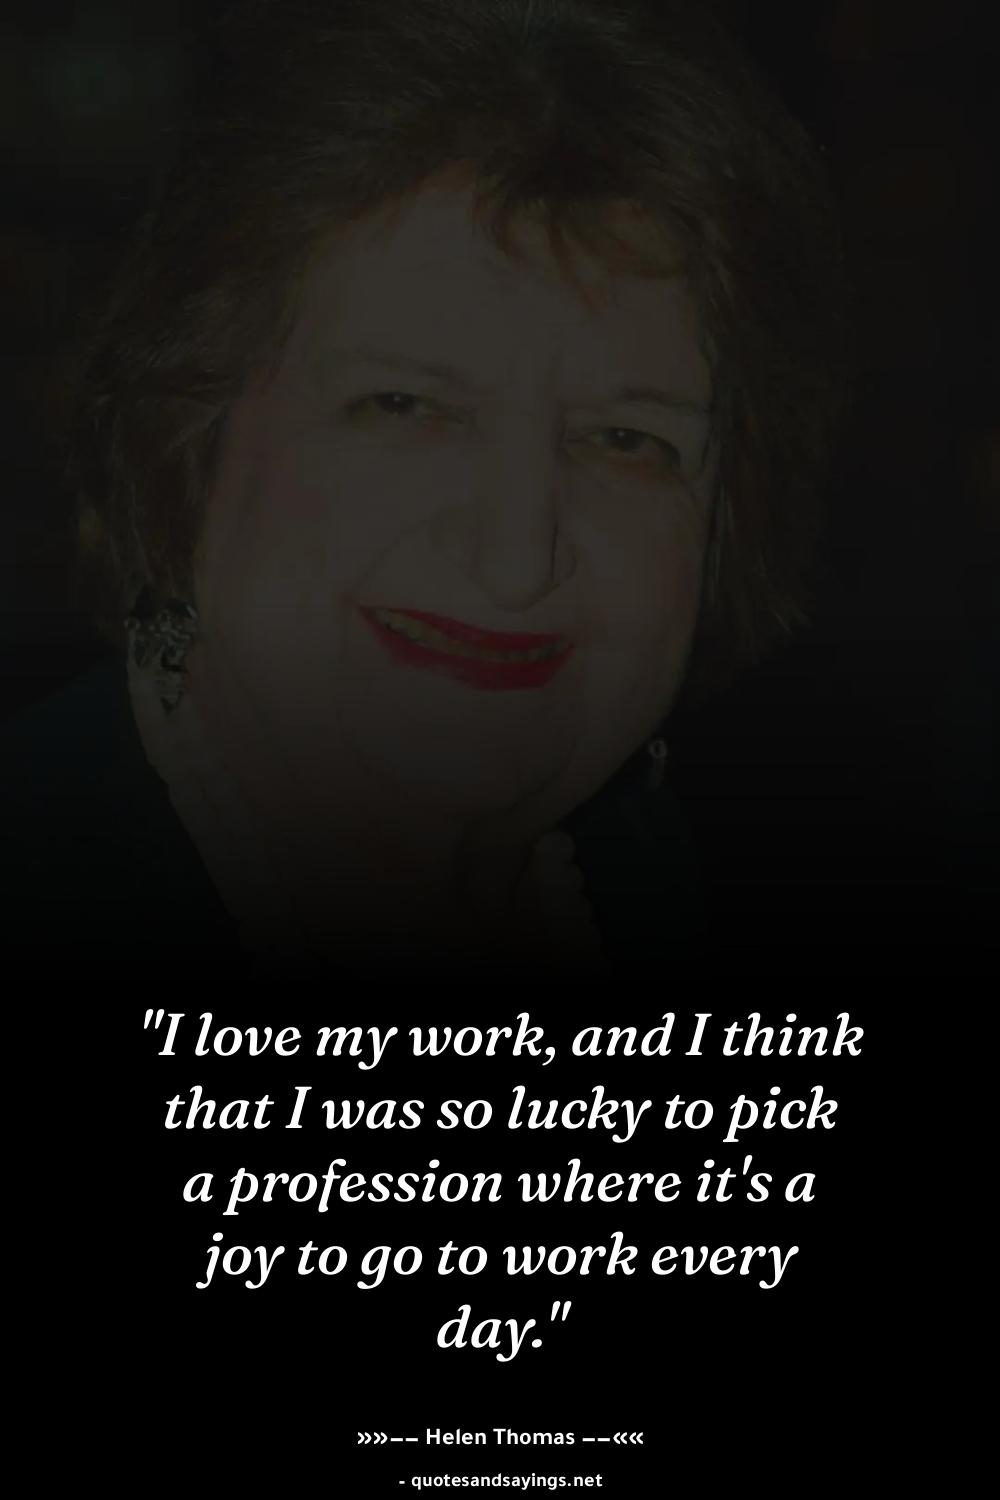 "I love my work, and I think
that I was so lucky to pick
a profession where it's a
joy to go to work every
day."
»»–– Helen Thomas ––««
- quotesandsayings.net